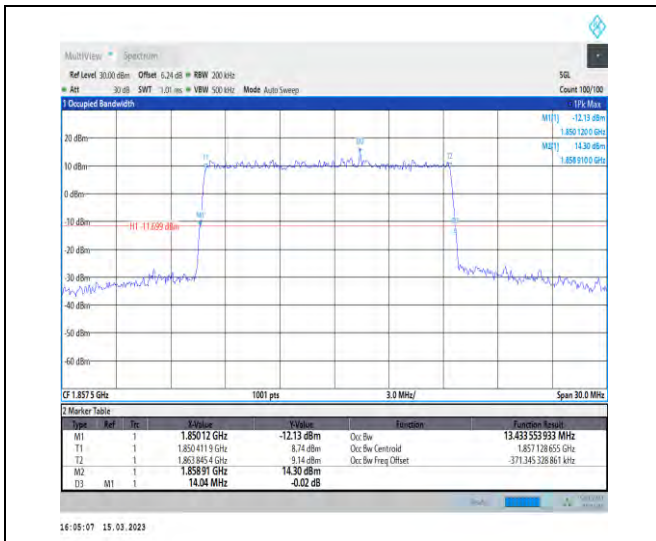 MultiView Spectrum
Ref Level 30.00 dBm Offset 6.24 dB RBW 200 kHz SGL
Att 30 dB SWT 1.01 ms VBW 500 kHz Mode Auto Sweep Count 100/100
1 Occupied Bandwidth 1Pk Max
M1[1] -12.13 dBm
1.850 120 0 GHz
M2[1] 14.30 dBm
1.858 910 0 GHz
20 dBm
M2
T1
T2
10 dBm
0 dBm
-10 dBm
M1
H1 -11.699 dBm
-20 dBm
-30 dBm
-40 dBm
-50 dBm
-60 dBm
CF 1.857 5 GHz 1001 pts 3.0 MHz/ Span 30.0 MHz
2 Marker Table
Type Ref Trc X-Value Y-Value Function Function Result
M1 1 1.850 12 GHz -12.13 dBm Occ Bw 13.433 553 933 MHz
T1 1 1.850 411 9 GHz 8.74 dBm Occ Bw Centroid 1.857 128 655 GHz
T2 1 1.863 845 4 GHz 9.14 dBm Occ Bw Freq Offset -371.345 328 861 kHz
M2 1 1.858 91 GHz 14.30 dBm
D3 M1 1 14.04 MHz -0.02 dB
16:05:07 15.03.2023